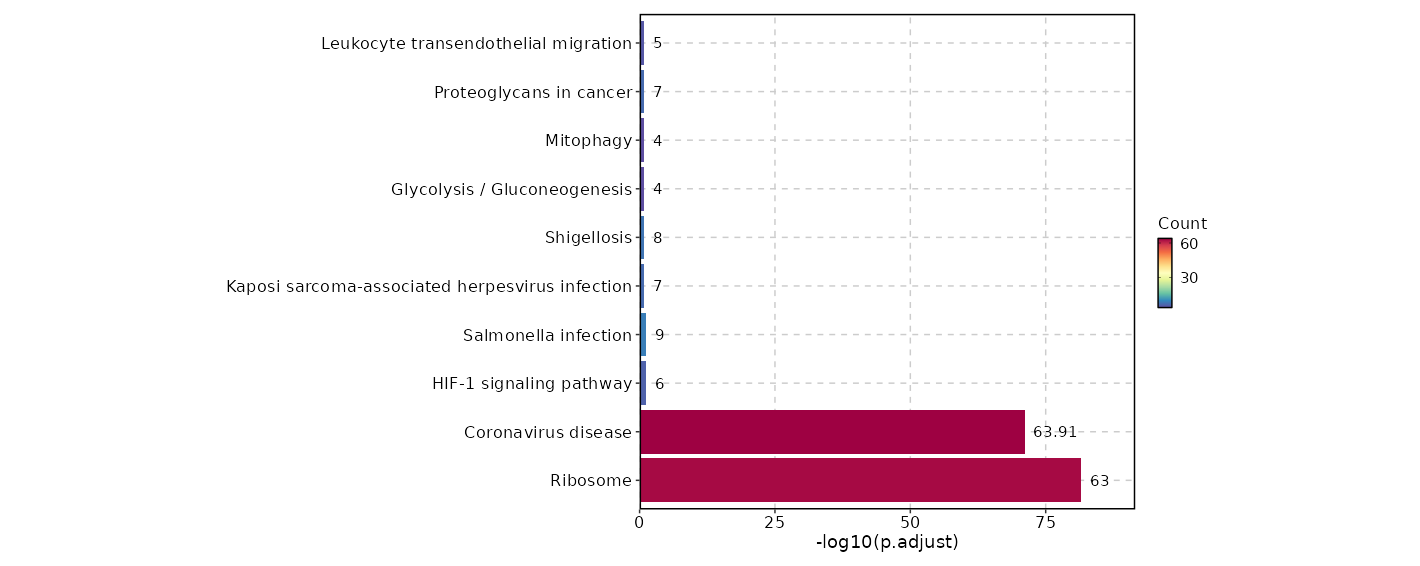 Leukocyte transendothelial migration 5
Proteoglycans in cancer 7
Mitophagy 4
Glycolysis / Gluconeogenesis 4
Shigellosis 8
Kaposi sarcoma-associated herpesvirus infection 7
Salmonella infection 9
HIF-1 signaling pathway 6
Coronavirus disease 63.91
Ribosome 63
0 25 50 75
-log10(p.adjust)
Count
60
30